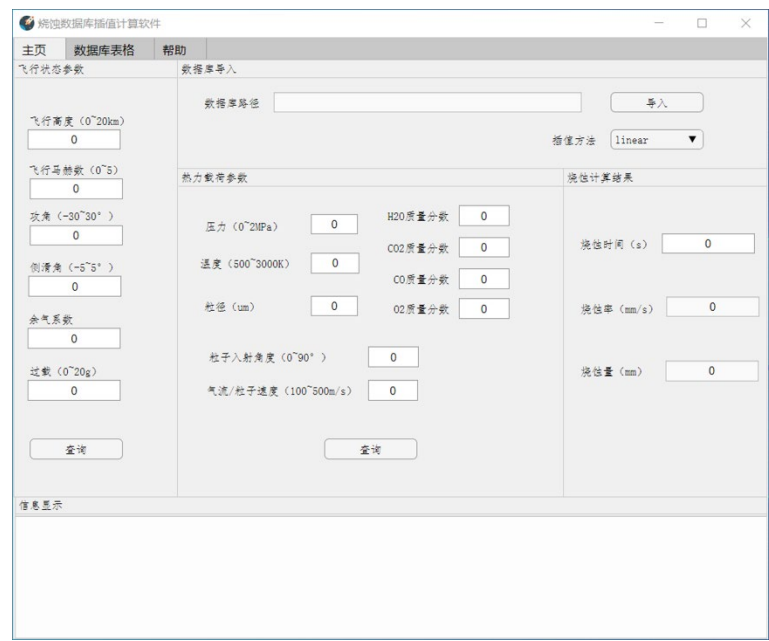 烧蚀数据库插值计算软件
主页 数据库表格 帮助
飞行状态参数
飞行高度（0~20km）
0
飞行马赫数（0~5）
0
攻角（-30~30°）
0
侧滑角（-5~5°）
0
余气系数
0
过载（0~20g）
0
查询
数据库导入
数据库路径 导入
插值方法 linear
热力载荷参数
压力（0~2MPa） 0
温度（500~3000K） 0
粒径（um） 0
H2O质量分数 0
CO2质量分数 0
CO质量分数 0
O2质量分数 0
粒子入射角度（0~90°） 0
气流/粒子速度（100~500m/s） 0
查询
烧蚀计算结果
烧蚀时间（s） 0
烧蚀率（mm/s） 0
烧蚀量（mm） 0
信息显示